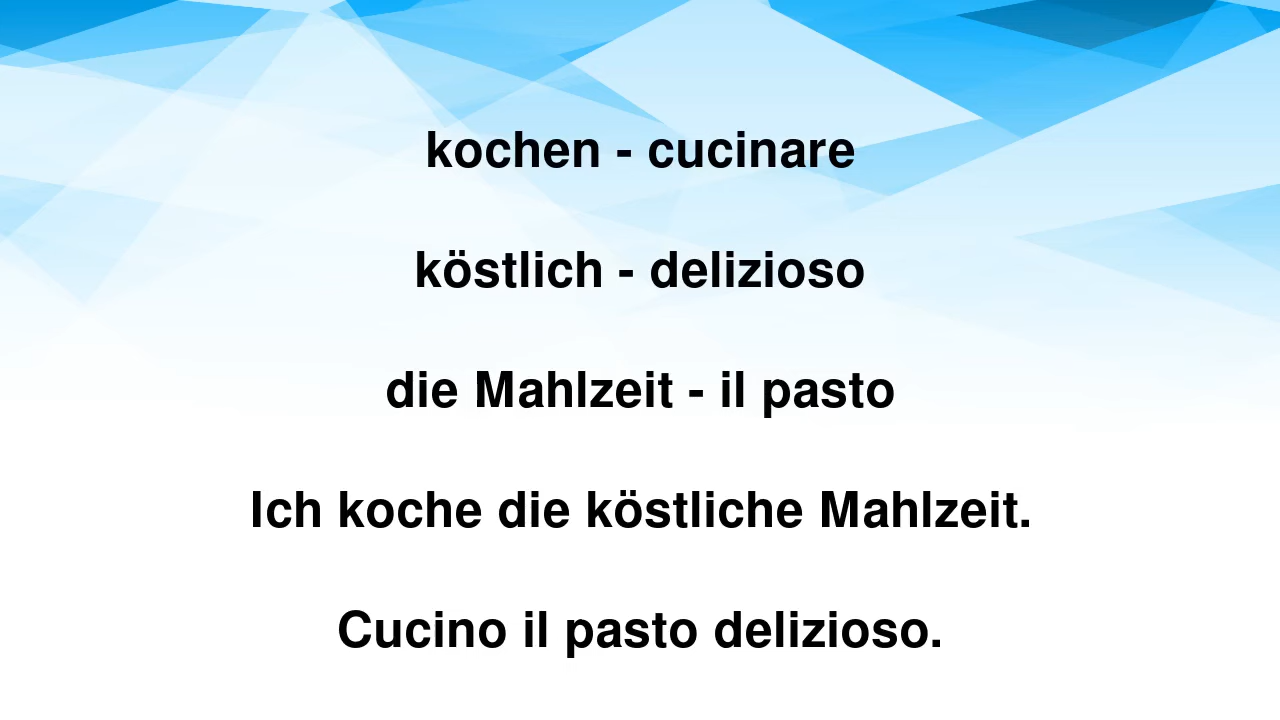 kochen - cucinare
köstlich - delizioso
die Mahlzeit - il pasto
Ich koche die köstliche Mahlzeit.
Cucino il pasto delizioso.